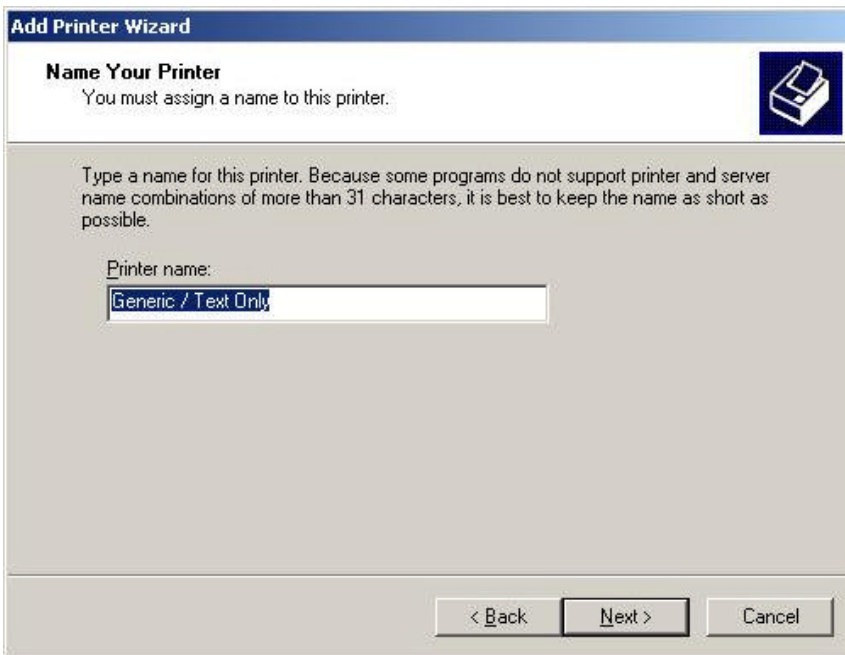 Add Printer Wizard
Name Your Printer
You must assign a name to this printer.
Type a name for this printer. Because some programs do not support printer and server
name combinations of more than 31 characters, it is best to keep the name as short as
possible.
Printer name:
Generic / Text Only
< Back
Next >
Cancel